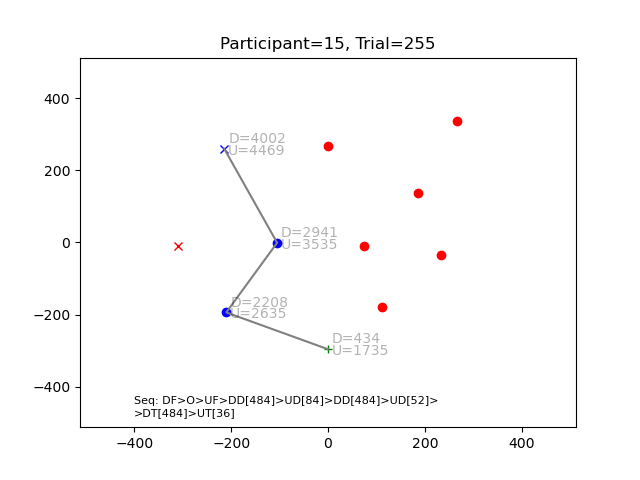 Participant=15, Trial=255
400
200
0
−200
−400
−400
−200
0
200
400
D=4002
U=4469
D=2941
U=3535
D=2208
U=2635
D=434
U=1735
Seq: DF>O>UF>DD[484]>UD[84]>DD[484]>UD[52]>
>DT[484]>UT[36]